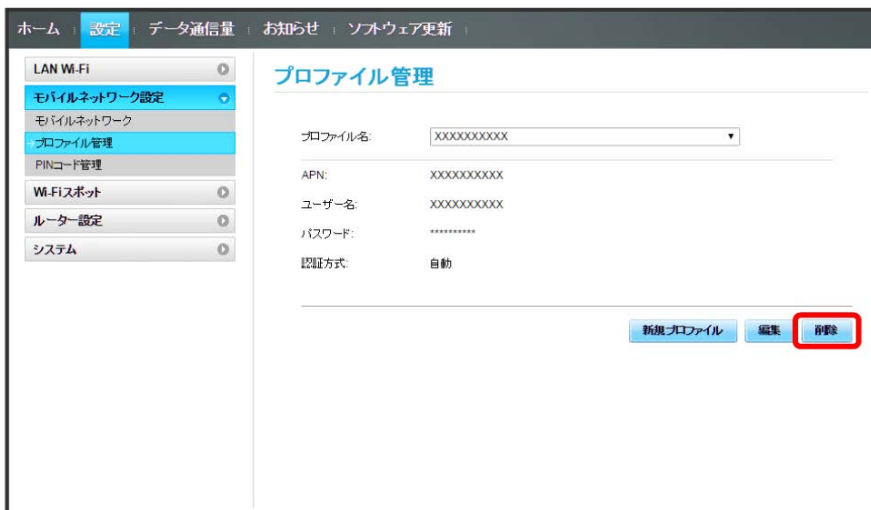 ホーム 設定 データ通信量 お知らせ ソフトウェア更新
LAN Wi-Fi
モバイルネットワーク設定
モバイルネットワーク
プロファイル管理
PINコード管理
Wi-Fiスポット
ルーター設定
システム
プロファイル管理
プロファイル名: XXXXXXXXXX
APN: XXXXXXXXXX
ユーザー名: XXXXXXXXXX
パスワード: **********
認証方式: 自動
新規プロファイル 編集 削除